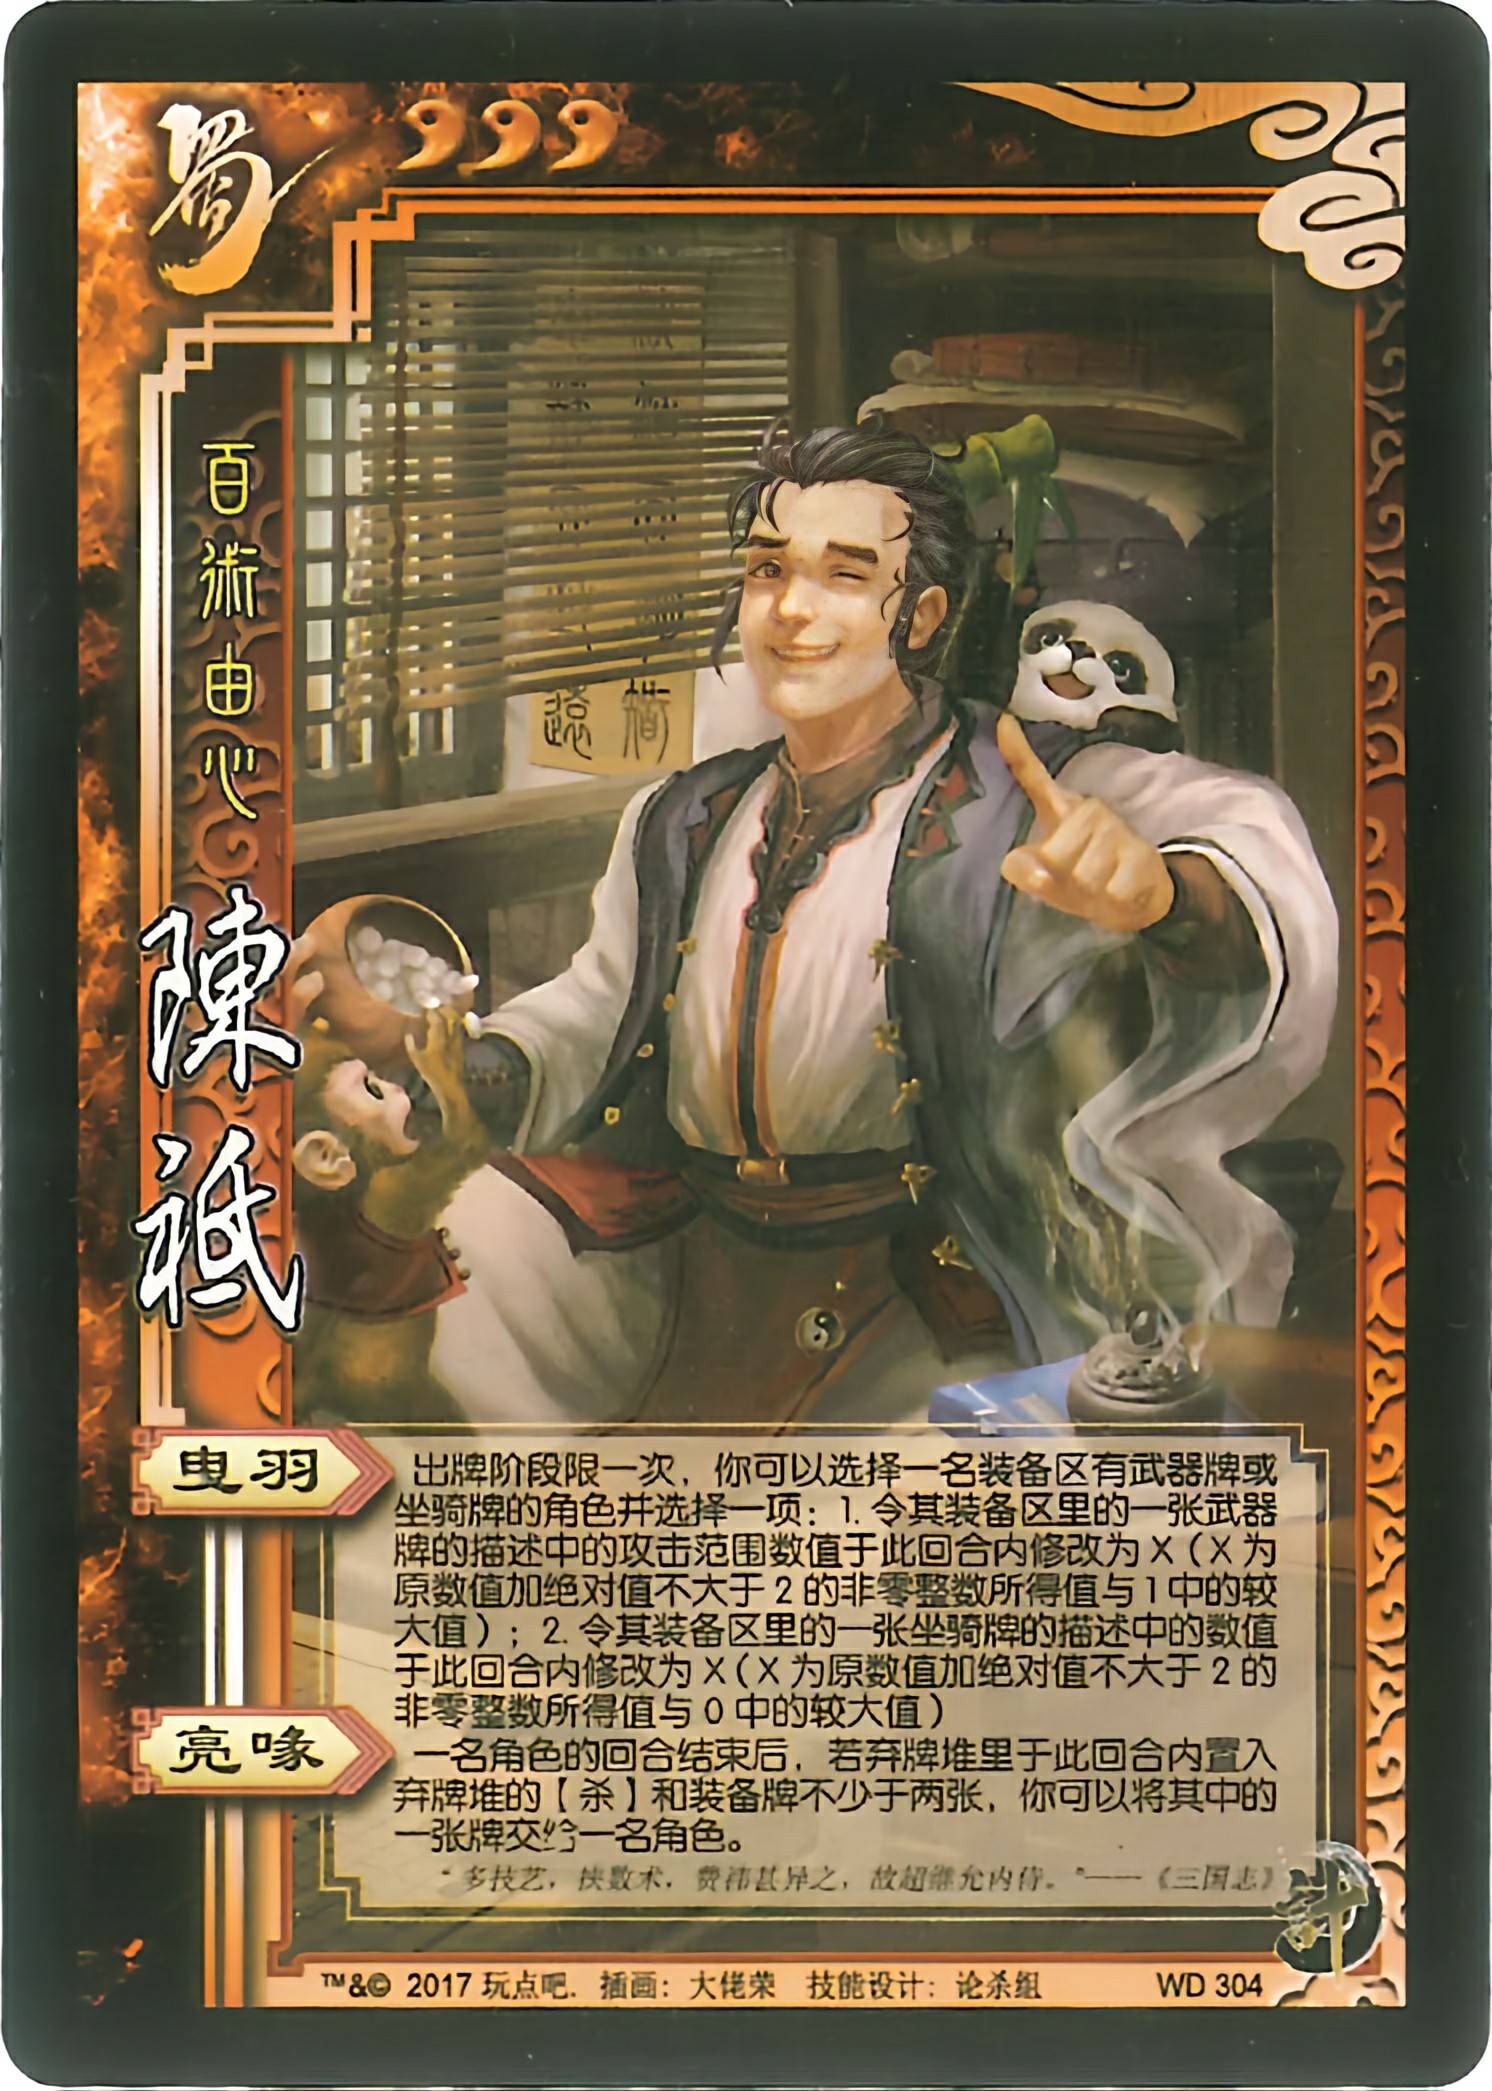 蜀
百術由心
陳祗
遠 術
曳羽
出牌阶段限一次，你可以选择一名装备区有武器牌或
坐骑牌的角色并选择一项：1.令其装备区里的一张武器
牌的描述中的攻击范围数值于此回合内修改为X(X为
原数值加绝对值不大于2的非零整数所得值与1中的较
大值)；2.令其装备区里的一张坐骑牌的描述中的数值
于此回合内修改为X(X为原数值加绝对值不大于2的
非零整数所得值与0中的较大值)
亮喙
一名角色的回合结束后，若弃牌堆里于此回合内置入
弃牌堆的【杀】和装备牌不少于两张，你可以将其中的
一张牌交给一名角色。
“多技艺，挟数术，费祎甚异之，故超继允内侍。”——《三国志》
™&© 2017 玩点吧. 插画：大佬荣 技能设计：论杀组 WD 304